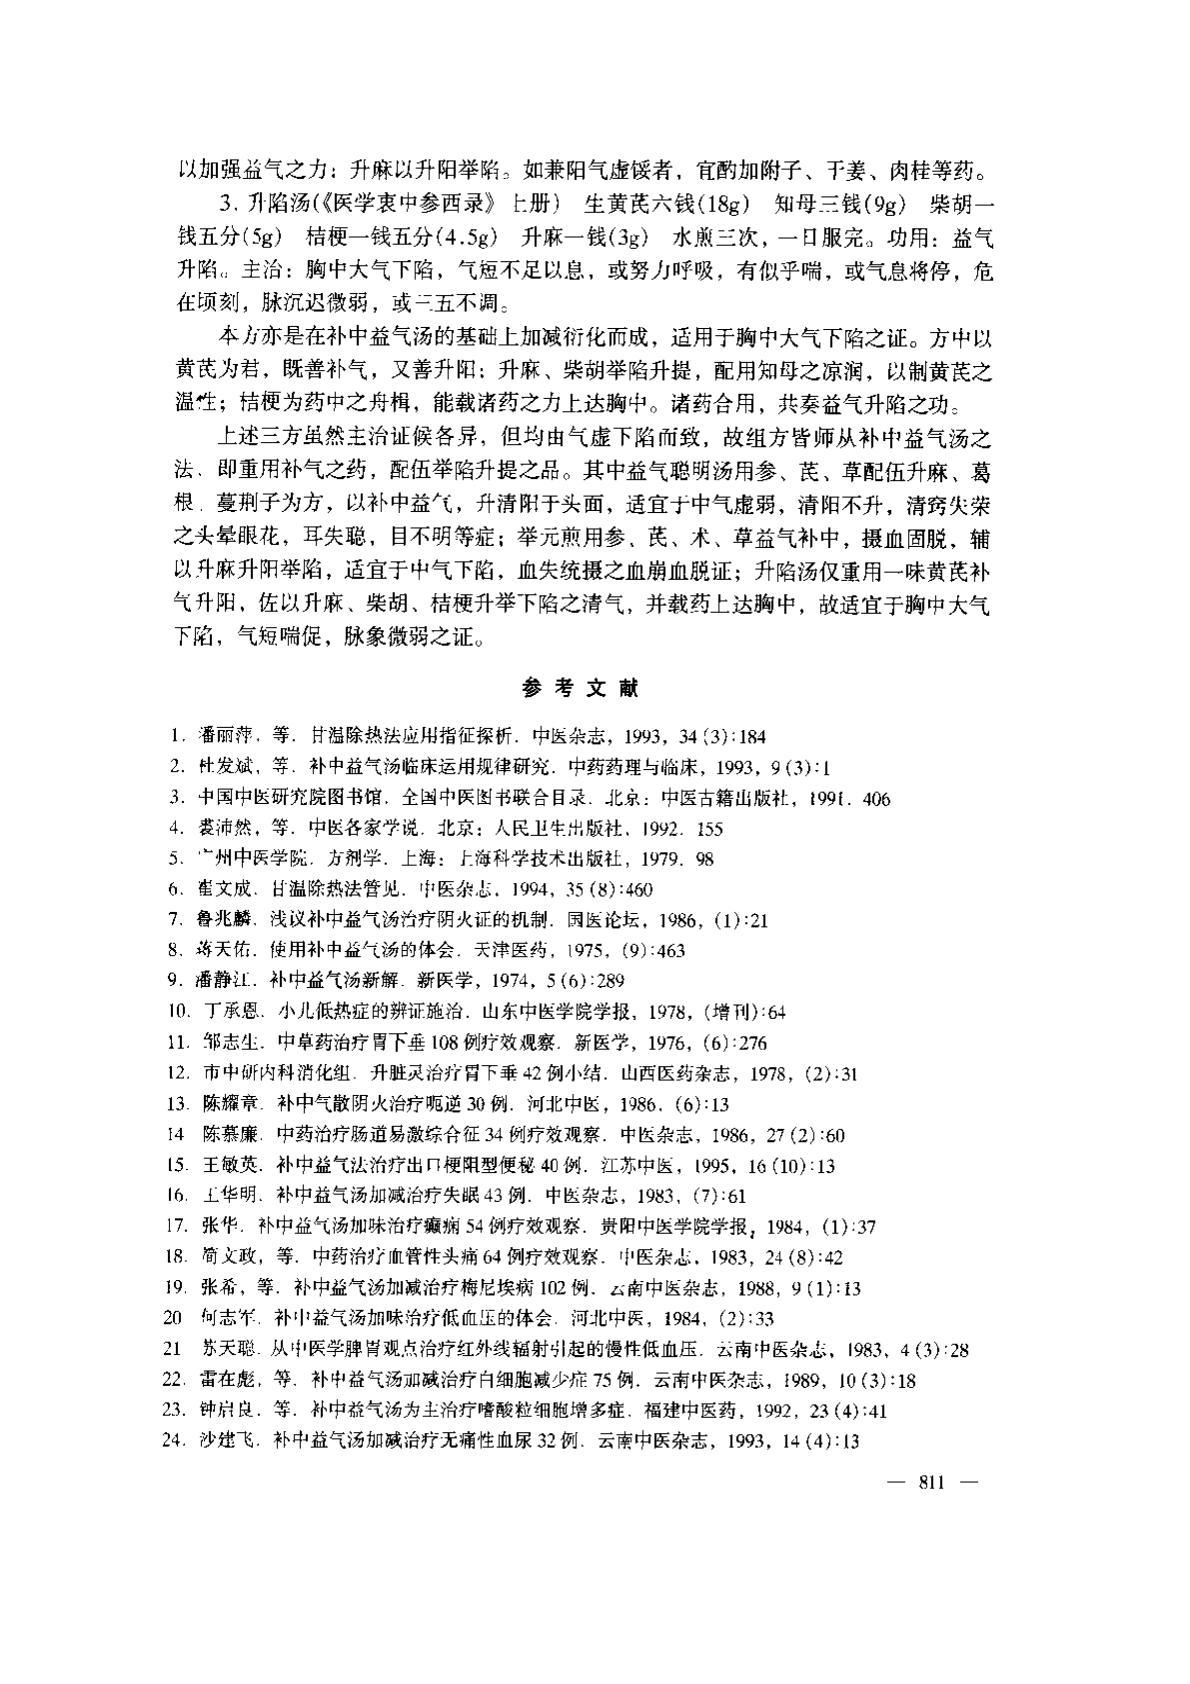 以加强益气之力；升麻以升阳举陷。如兼阳气虚馁者，宜酌加附子、干姜、肉桂等药。
3. 升陷汤(《医学衷中参西录》上册) 生黄芪六钱(18g) 知母三钱(9g) 柴胡一
钱五分(5g) 桔梗一钱五分(4.5g) 升麻一钱(3g) 水煎三次，一日服完。功用：益气
升陷。主治：胸中大气下陷，气短不足以息，或努力呼吸，有似乎喘，或气息将停，危
在顷刻，脉沉迟微弱，或三五不调。
本方亦是在补中益气汤的基础上加减衍化而成，适用于胸中大气下陷之证。方中以
黄芪为君，既善补气，又善升阳；升麻、柴胡举陷升提，配用知母之凉润，以制黄芪之
温性；桔梗为药中之舟楫，能载诸药之力上达胸中。诸药合用，共奏益气升陷之功。
上述三方虽然主治证候各异，但均由气虚下陷而致，故组方皆师从补中益气汤之
法、即重用补气之药，配伍举陷升提之品。其中益气聪明汤用参、芪、草配伍升麻、葛
根、蔓荆子为方，以补中益气，升清阳于头面，适宜于中气虚弱，清阳不升，清窍失荣
之头晕眼花，耳失聪，目不明等症；举元煎用参、芪、术、草益气补中，摄血固脱，辅
以升麻升阳举陷，适宜于中气下陷，血失统摄之血崩血脱证；升陷汤仅重用一味黄芪补
气升阳，佐以升麻、柴胡、桔梗升举下陷之清气，并载药上达胸中，故适宜于胸中大气
下陷，气短喘促，脉象微弱之证。
参 考 文 献
1. 潘丽萍，等. 甘温除热法应用指征探析. 中医杂志，1993，34 (3):184
2. 杜发斌，等. 补中益气汤临床运用规律研究. 中药药理与临床，1993，9 (3):1
3. 中国中医研究院图书馆. 全国中医图书联合目录. 北京：中医古籍出版社，1991. 406
4. 裘沛然，等. 中医各家学说. 北京：人民卫生出版社，1992. 155
5. 广州中医学院. 方剂学. 上海：上海科学技术出版社，1979. 98
6. 崔文成. 甘温除热法管见. 中医杂志，1994，35 (8):460
7. 鲁兆麟. 浅议补中益气汤治疗阴火证的机制. 国医论坛，1986，(1):21
8. 蒋天佑. 使用补中益气汤的体会. 天津医药，1975，(9):463
9. 潘静江. 补中益气汤新解. 新医学，1974，5 (6):289
10. 丁承恩. 小儿低热症的辨证施治. 山东中医学院学报，1978，(增刊):64
11. 邹志生. 中草药治疗胃下垂 108 例疗效观察. 新医学，1976，(6):276
12. 市中研内科消化组. 升脏灵治疗胃下垂 42 例小结. 山西医药杂志，1978，(2):31
13. 陈耀章. 补中气散阴火治疗呃逆 30 例. 河北中医，1986，(6):13
14 陈慕廉. 中药治疗肠道易激综合征 34 例疗效观察. 中医杂志，1986，27 (2):60
15. 王敏英. 补中益气法治疗出口梗阻型便秘 40 例. 江苏中医，1995，16 (10):13
16. 王华明. 补中益气汤加减治疗失眠 43 例. 中医杂志，1983，(7):61
17. 张华. 补中益气汤加味治疗癫痫 54 例疗效观察. 贵阳中医学院学报，1984，(1):37
18. 简文政，等. 中药治疗血管性头痛 64 例疗效观察. 中医杂志，1983，24 (8):42
19. 张希，等. 补中益气汤加减治疗梅尼埃病 102 例. 云南中医杂志，1988，9 (1):13
20 何志军. 补中益气汤加味治疗低血压的体会. 河北中医，1984，(2):33
21 苏天聪. 从中医学脾胃观点治疗红外线辐射引起的慢性低血压. 云南中医杂志，1983，4 (3):28
22. 雷在彪，等. 补中益气汤加减治疗白细胞减少症 75 例. 云南中医杂志，1989，10 (3):18
23. 钟启良. 等. 补中益气汤为主治疗嗜酸粒细胞增多症. 福建中医药，1992，23 (4):41
24. 沙建飞. 补中益气汤加减治疗无痛性血尿 32 例. 云南中医杂志，1993，14 (4):13
— 811 —